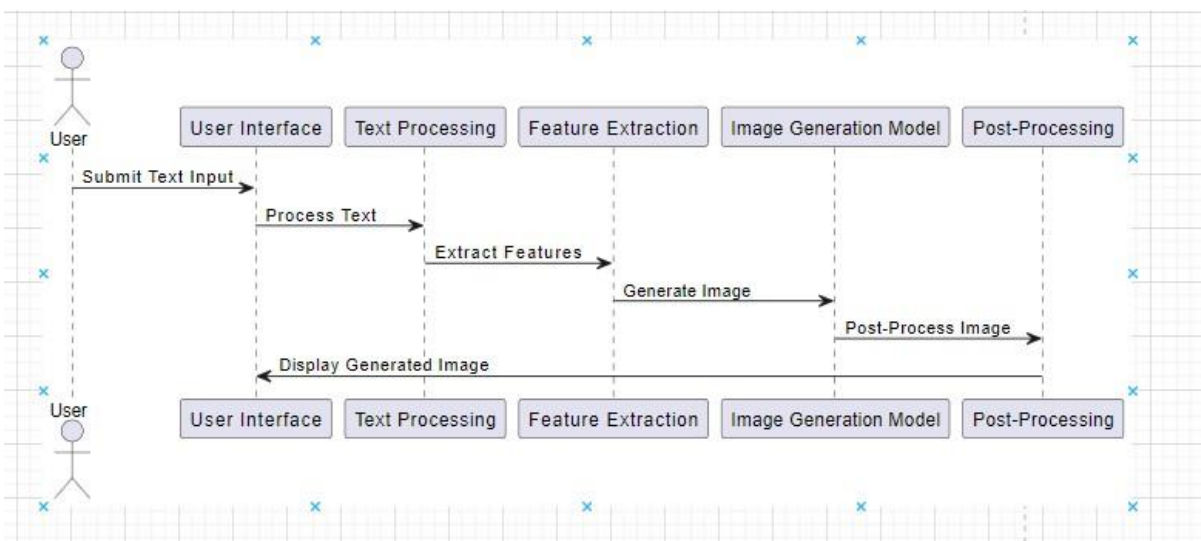 User
User Interface
Text Processing
Feature Extraction
Image Generation Model
Post-Processing
Submit Text Input
Process Text
Extract Features
Generate Image
Post-Process Image
Display Generated Image
User
User Interface
Text Processing
Feature Extraction
Image Generation Model
Post-Processing